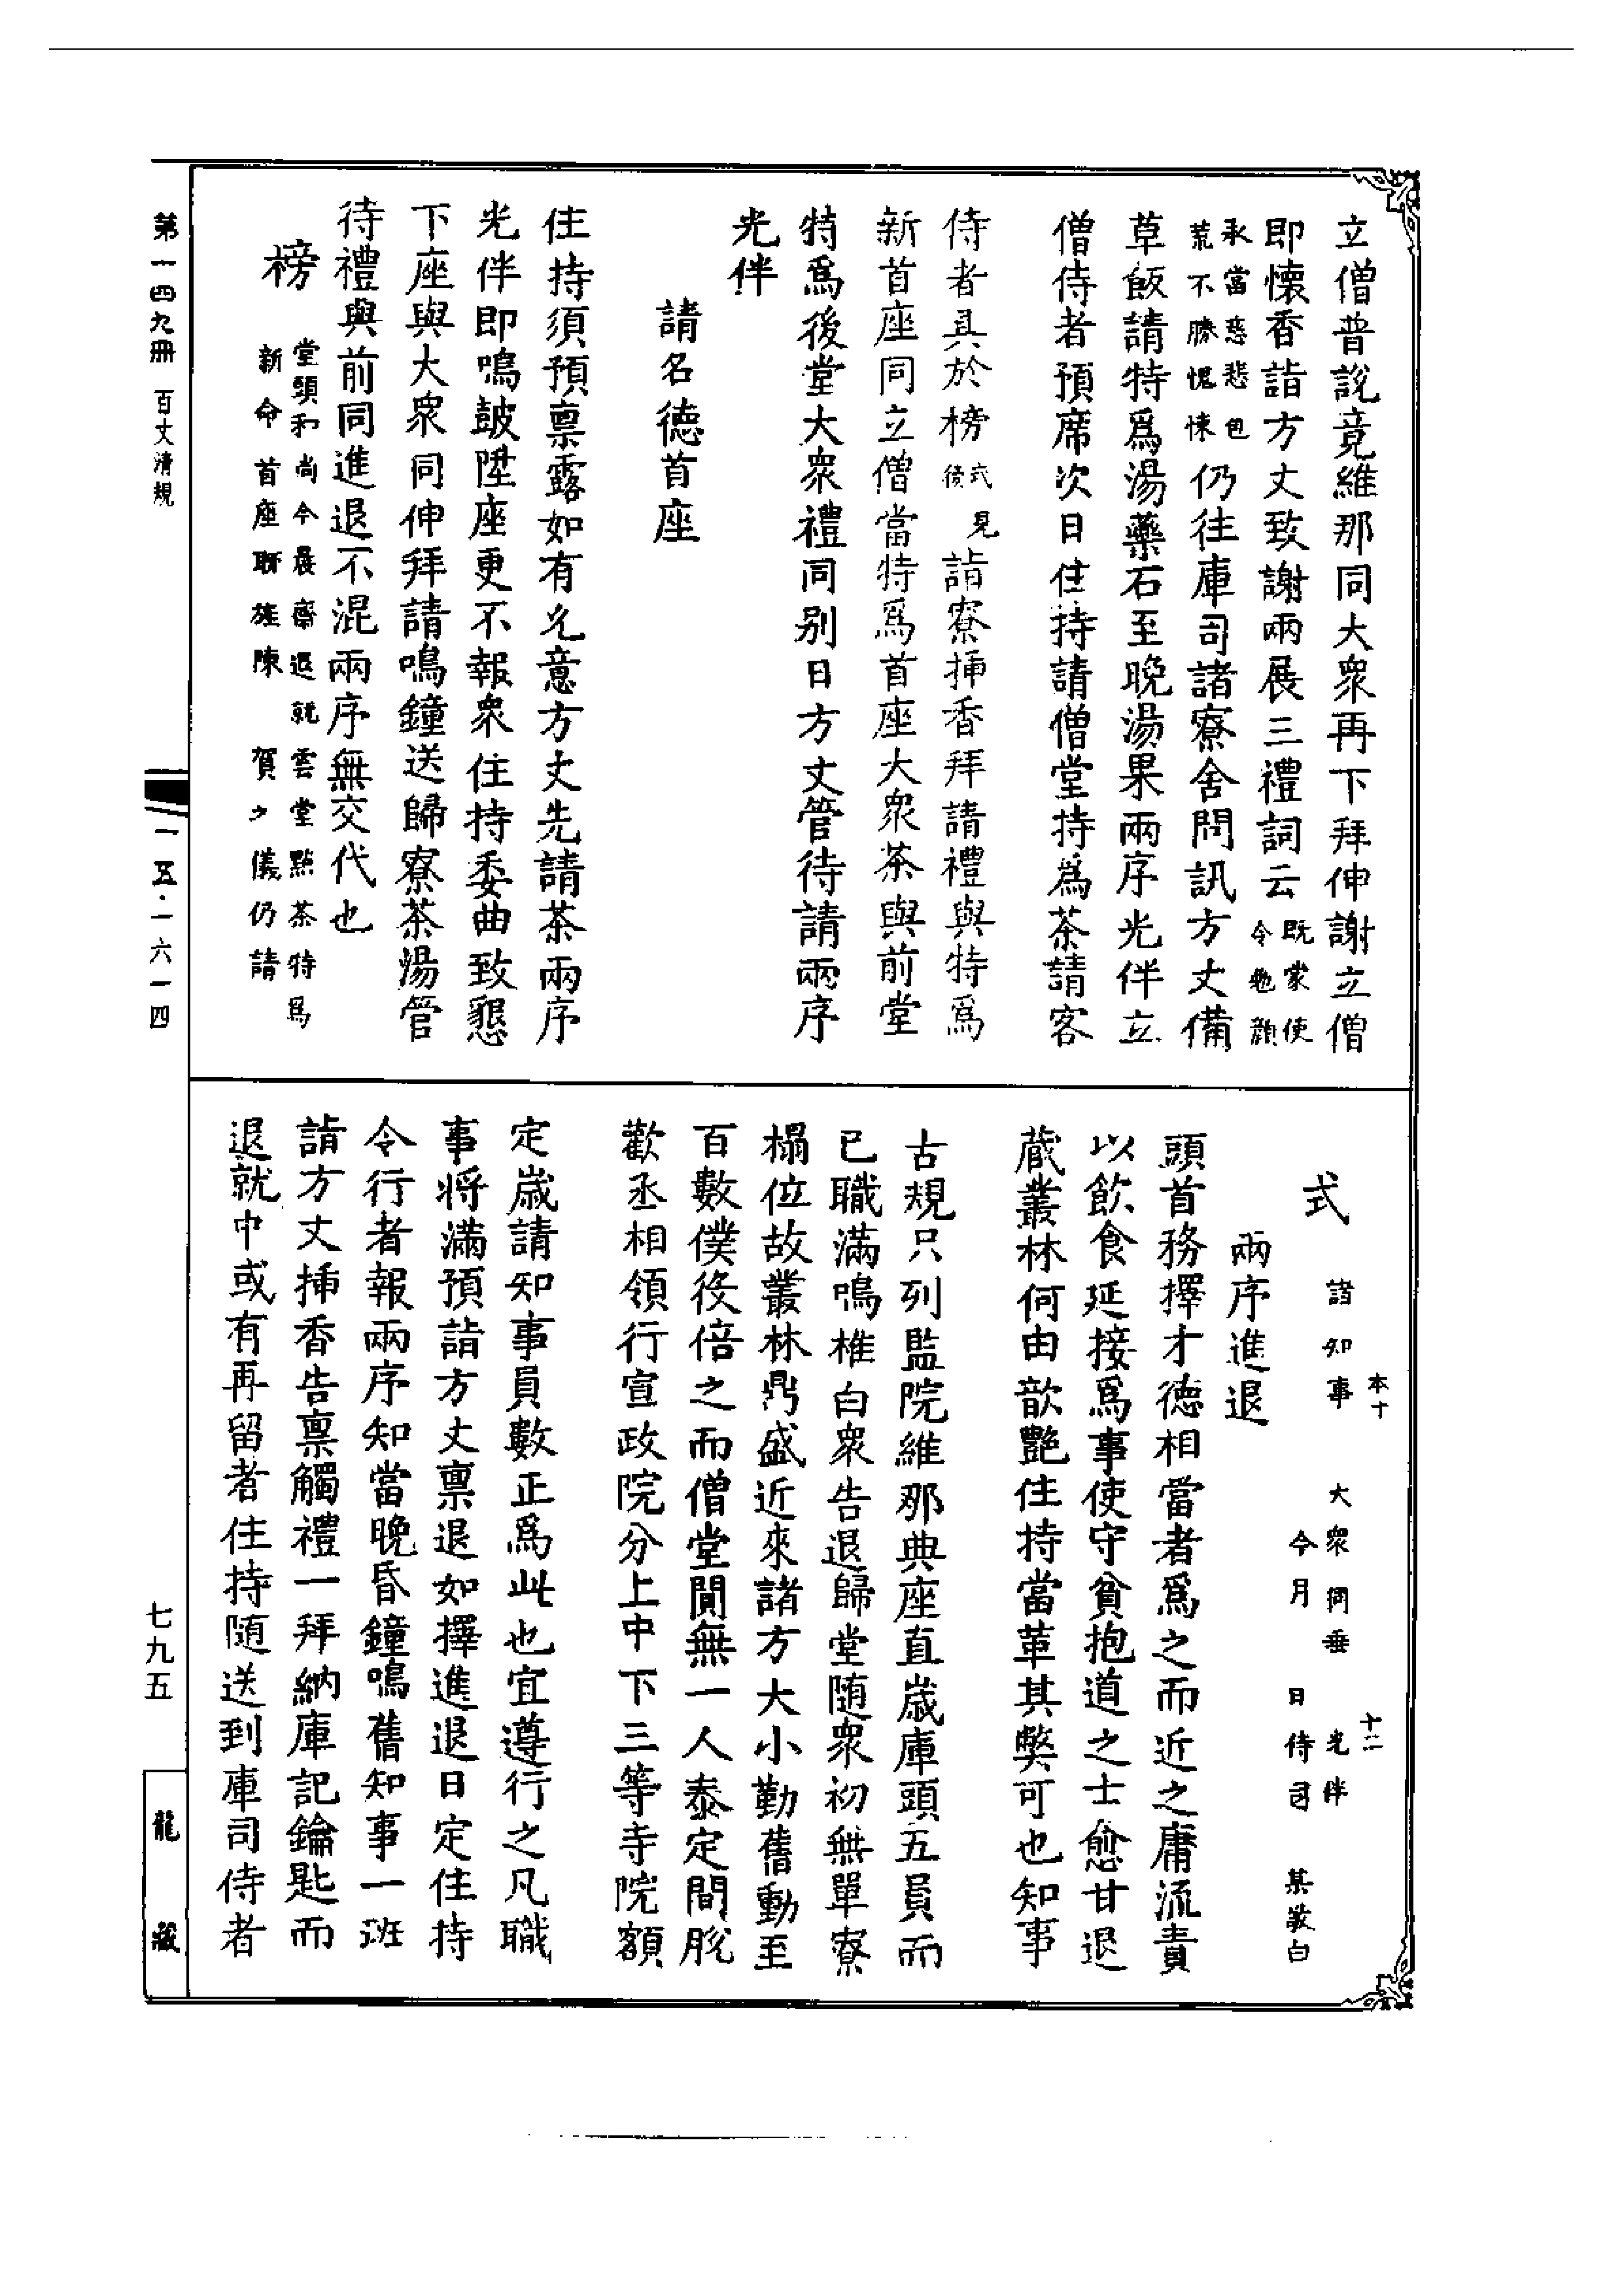 立僧普說竟維那同大眾再下拜伸謝立僧
即懷香詣方丈致謝兩展三禮詞云既蒙使令勉顏
承當慈悲包荒不勝愧悚仍往庫司諸寮舍問訊方丈備
草飯請特爲湯藥石至晚湯果兩序光伴立
僧侍者預席次日住持請僧堂特爲茶請客
侍者具於榜式見後詣寮揷香拜請禮與特爲
新首座同立僧當特爲首座大衆茶與前堂
特爲後堂大衆禮同别日方丈管待請兩序
光伴
請名德首座
住持須預稟露如有允意方丈先請茶兩序
光伴即鳴鼓陞座更不報衆住持委曲致懇
下座與大衆同伸拜請鳴鐘送歸寮茶湯管
待禮與前同進退不混兩序無交代也
榜 堂頭和尚今晨齋退就雲堂點茶特爲
新命首座聊旌陳賀之儀仍請
第一四九冊 百丈清規
一五·一六一四
諸知事 大衆同垂 光伴
式 今月 日侍司 某敬白
本十
十二
兩序進退
頭首務擇才德相當者爲之而近之庸流責
以飲食延接爲事使守貧抱道之士愈甘退
藏叢林何由歆艶住持當革其弊可也知事
古規只列監院維那典座直歲庫頭五員而
已職滿鳴椎白衆告退歸堂随衆初無單寮
榻位故叢林鼎盛近來諸方大小勤舊動至
百數僕役倍之而僧堂間無一人泰定間脫
歡丞相領行宣政院分上中下三等寺院額
定歲請知事員數正爲此也宜遵行之凡職
事將滿預詣方丈稟退如擇進退日定住持
令行者報兩序知當晚昏鐘鳴舊知事一班
詣方丈揷香告稟觸禮一拜納庫記鑰匙而
退就中或有再留者住持随送到庫司侍者
七九五
龍藏